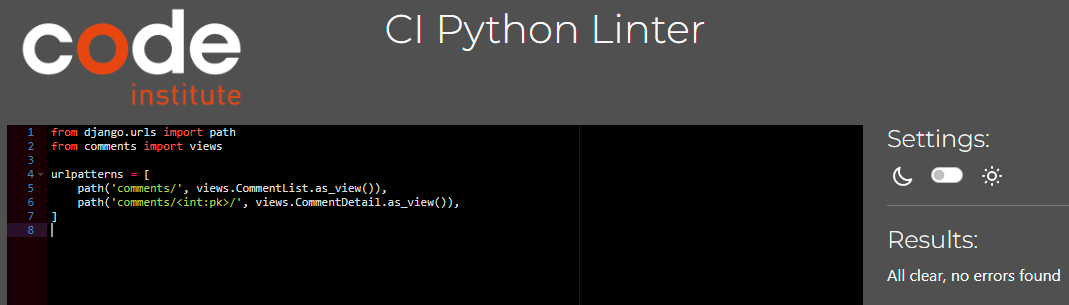 code
institute
CI Python Linter
1 from django.urls import path
2 from comments import views
3
4 urlpatterns = [
5     path('comments/', views.CommentList.as_view()),
6     path('comments/<int:pk>/', views.CommentDetail.as_view()),
7 ]
8
Settings:
Results:
All clear, no errors found